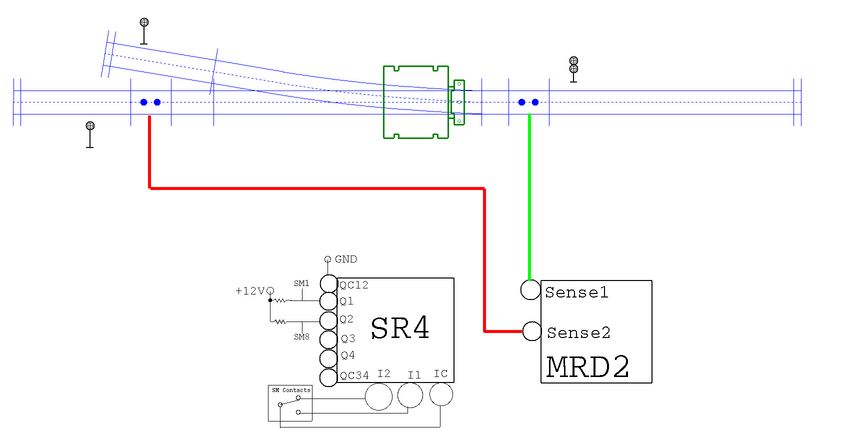 GND
SM1
QC12
+12V
Q1
Sense1
Q2
SR4
SM8
Q3
Sense2
Q4
MRD2
QC34
I2
I1
IC
SM Contacts